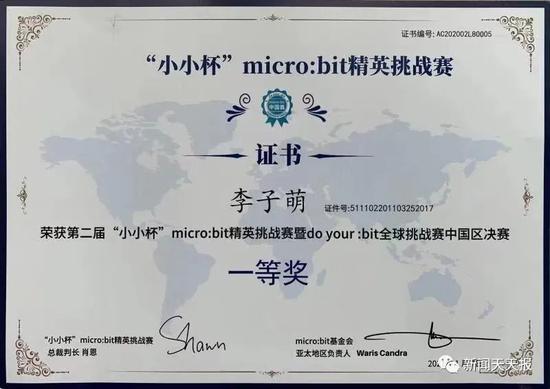 证书编号: AC202002L80005
“小小杯”micro:bit精英挑战赛
中国赛
证书
李子萌 证件号:511102201103252017
荣获第二届“小小杯”micro:bit精英挑战赛暨do your :bit全球挑战赛中国区决赛
一等奖
“小小杯”micro:bit精英挑战赛
总裁判长 肖恩
Shawn
micro:bit基金会
亚太地区负责人 Waris Candra
新闻天天报